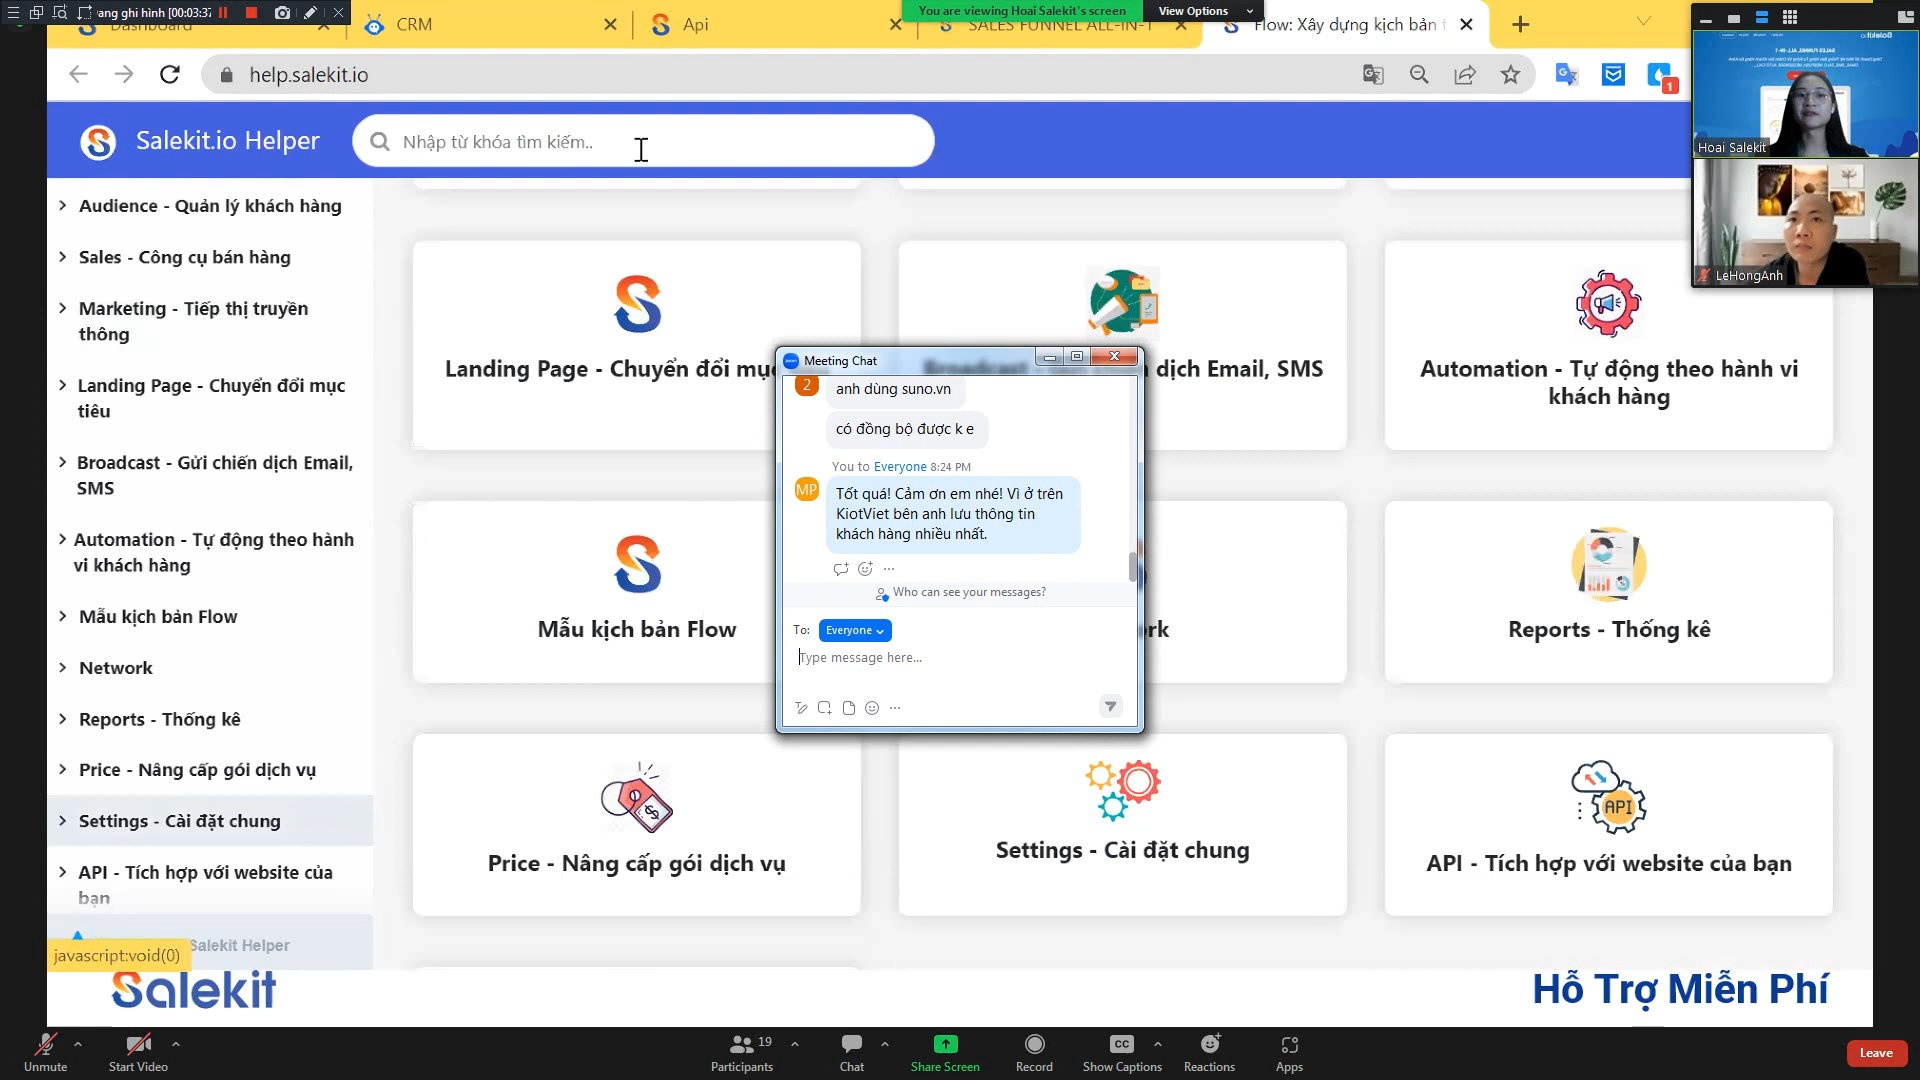 ang ghi hình [00:03:37
You are viewing Hoai Salekit's screen
View Options
Dashboard
CRM
Api
SALES FUNNEL ALL-IN-1
Flow: Xây dựng kịch bản t
help.salekit.io
1
Salekit.io Helper
Nhập từ khóa tìm kiếm..
SALES FUNNEL ALL-IN-1
Hoai Salekit
LeHongAnh
Audience - Quản lý khách hàng
Sales - Công cụ bán hàng
Marketing - Tiếp thị truyền
thông
Landing Page - Chuyển đổi mục
tiêu
Broadcast - Gửi chiến dịch Email,
SMS
Automation - Tự động theo hành
vi khách hàng
Mẫu kịch bản Flow
Network
Reports - Thống kê
Price - Nâng cấp gói dịch vụ
Settings - Cài đặt chung
API - Tích hợp với website của
bạn
Salekit Helper
javascript:void(0)
Landing Page - Chuyển đổi mục
dịch Email, SMS
Automation - Tự động theo hành vi
khách hàng
Mẫu kịch bản Flow
rk
Reports - Thống kê
Price - Nâng cấp gói dịch vụ
Settings - Cài đặt chung
API
API - Tích hợp với website của bạn
Meeting Chat
2
anh dùng suno.vn
có đồng bộ được k e
You to Everyone 8:24 PM
MP
Tốt quá! Cảm ơn em nhé! Vì ở trên
KiotViet bên anh lưu thông tin
khách hàng nhiều nhất.
Who can see your messages?
To: Everyone
Type message here...
Salekit
Hỗ Trợ Miễn Phí
Unmute
Start Video
19
Participants
Chat
Share Screen
Record
CC
Show Captions
Reactions
Apps
Leave